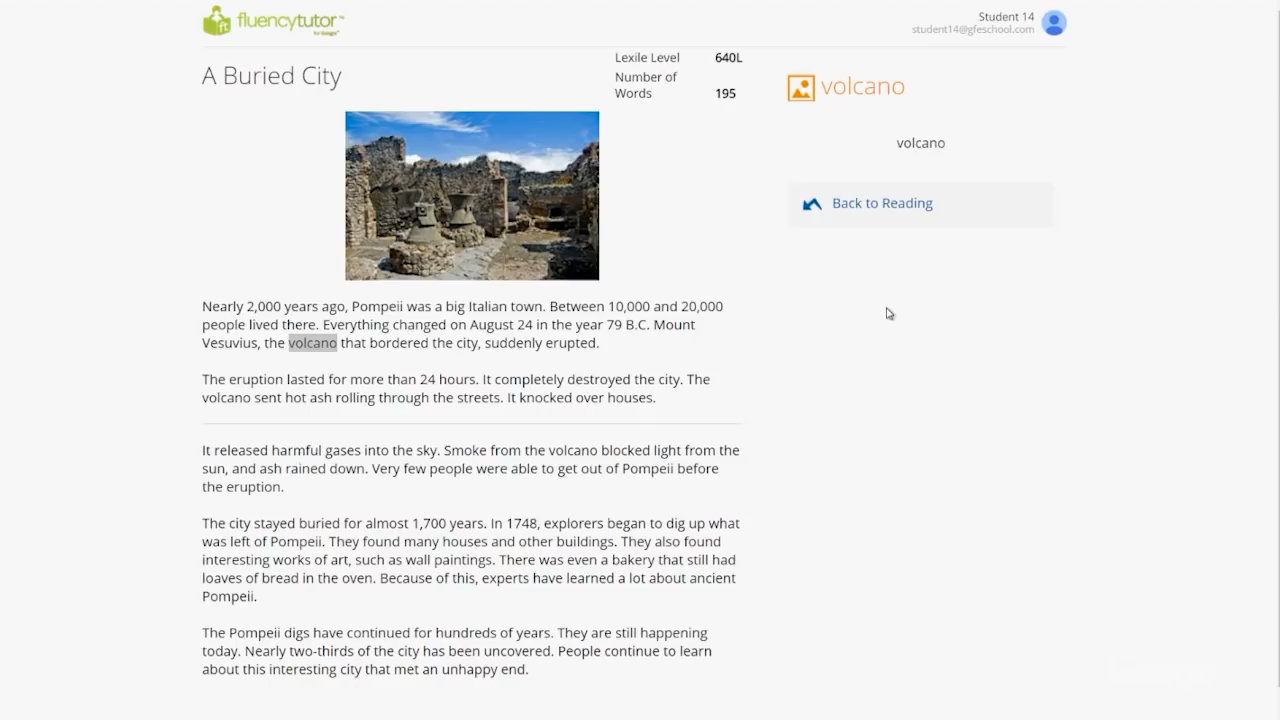 fluencytutor™
for Google™
Student 14
student14@gfeschool.com
A Buried City
Lexile Level 640L
Number of
Words 195
volcano
volcano
Back to Reading
Nearly 2,000 years ago, Pompeii was a big Italian town. Between 10,000 and 20,000
people lived there. Everything changed on August 24 in the year 79 B.C. Mount
Vesuvius, the volcano that bordered the city, suddenly erupted.
The eruption lasted for more than 24 hours. It completely destroyed the city. The
volcano sent hot ash rolling through the streets. It knocked over houses.
It released harmful gases into the sky. Smoke from the volcano blocked light from the
sun, and ash rained down. Very few people were able to get out of Pompeii before
the eruption.
The city stayed buried for almost 1,700 years. In 1748, explorers began to dig up what
was left of Pompeii. They found many houses and other buildings. They also found
interesting works of art, such as wall paintings. There was even a bakery that still had
loaves of bread in the oven. Because of this, experts have learned a lot about ancient
Pompeii.
The Pompeii digs have continued for hundreds of years. They are still happening
today. Nearly two-thirds of the city has been uncovered. People continue to learn
about this interesting city that met an unhappy end.